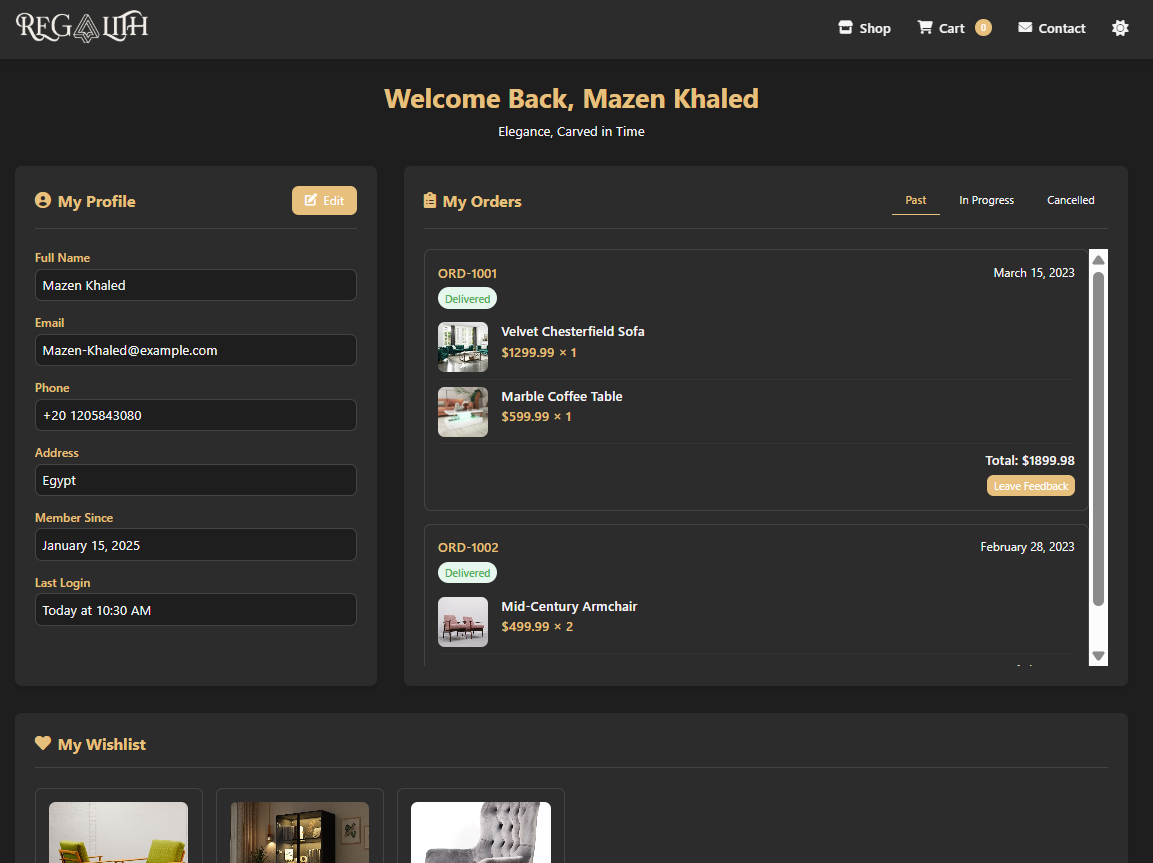 REGALITH
Shop
Cart
0
Contact
Welcome Back, Mazen Khaled
Elegance, Carved in Time
My Profile
Edit
Full Name
Mazen Khaled
Email
Mazen-Khaled@example.com
Phone
+20 1205843080
Address
Egypt
Member Since
January 15, 2025
Last Login
Today at 10:30 AM
My Orders
Past
In Progress
Cancelled
ORD-1001
March 15, 2023
Delivered
Velvet Chesterfield Sofa
$1299.99 × 1
Marble Coffee Table
$599.99 × 1
Total: $1899.98
Leave Feedback
ORD-1002
February 28, 2023
Delivered
Mid-Century Armchair
$499.99 × 2
My Wishlist